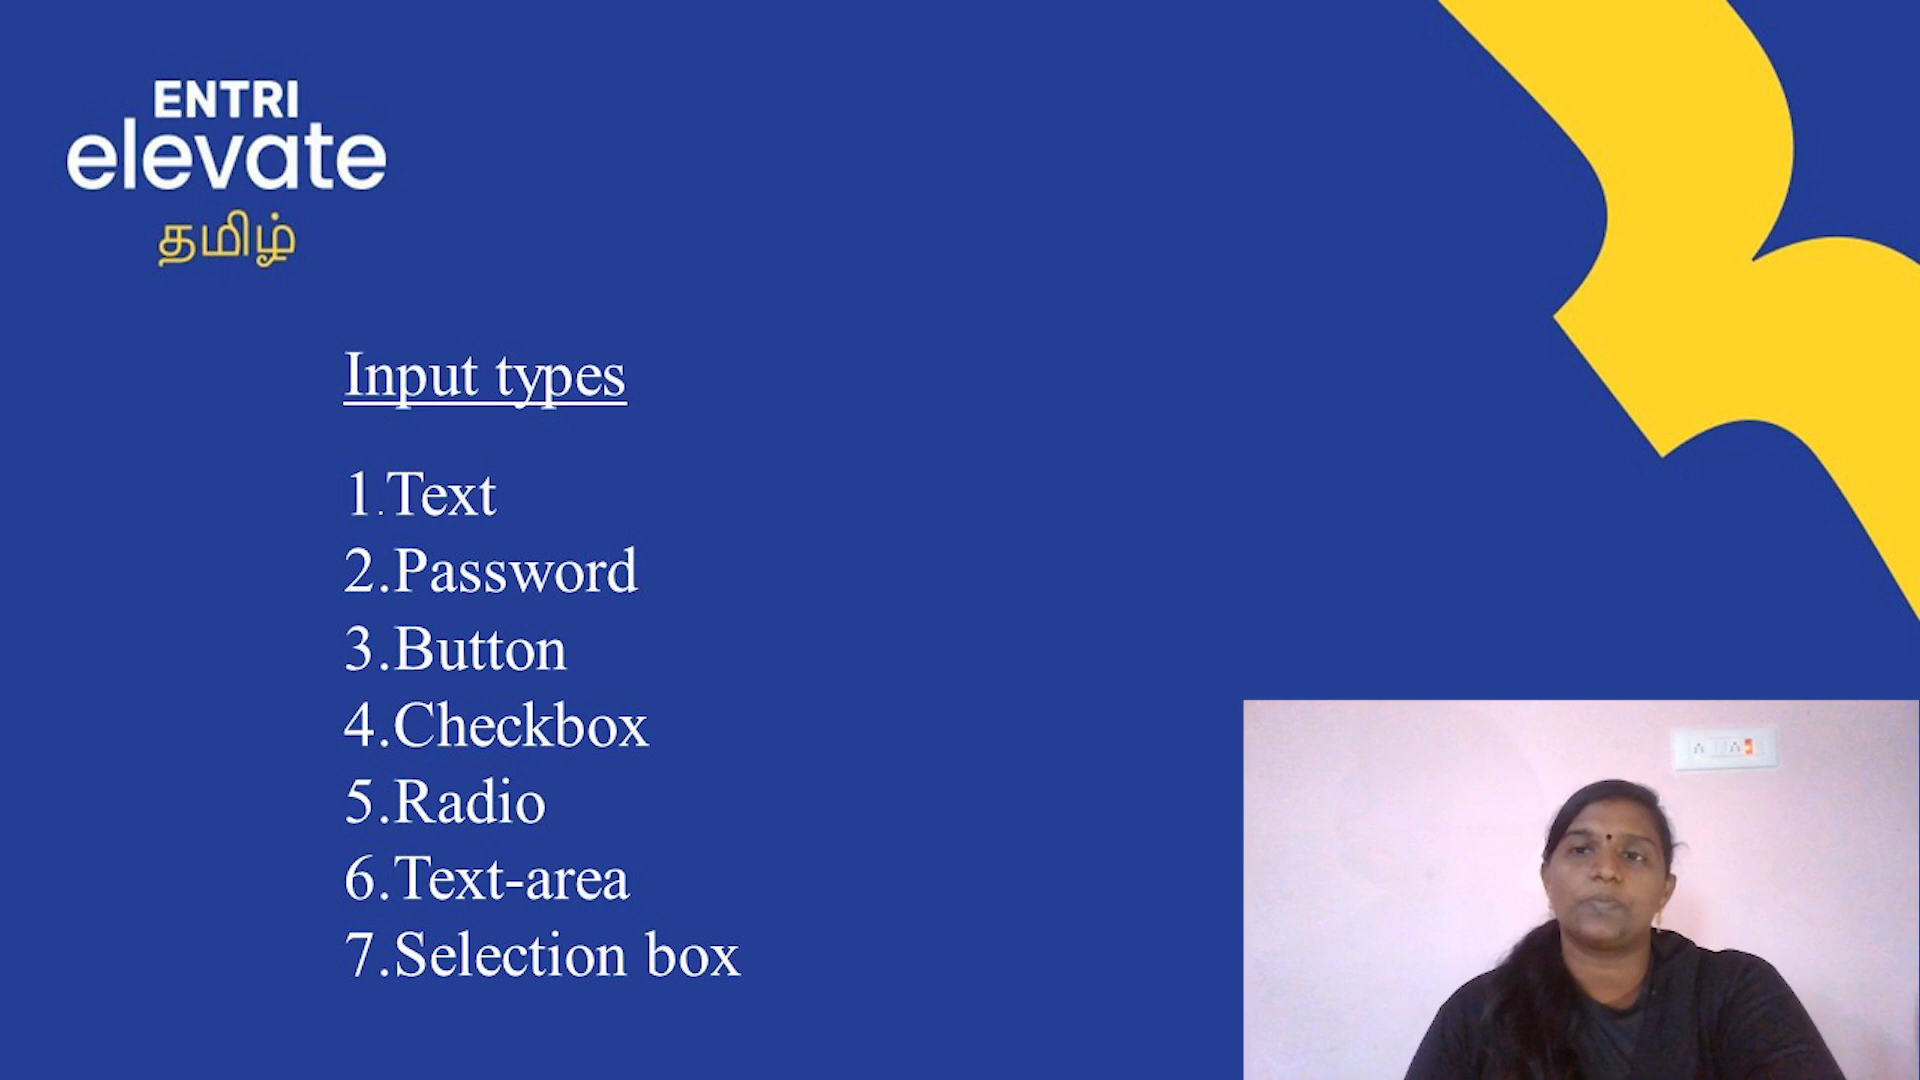 ENTRI
elevate
தமிழ்
Input types
1.Text
2.Password
3.Button
4.Checkbox
5.Radio
6.Text-area
7.Selection box